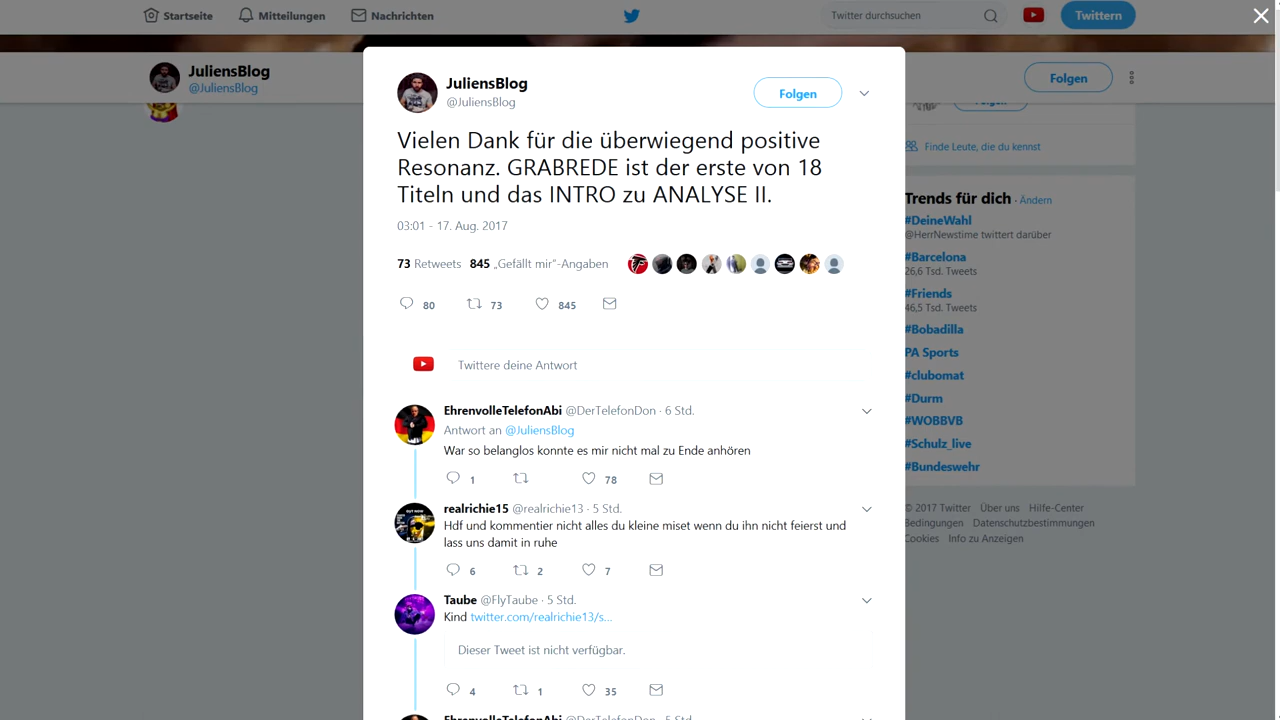 Startseite
Mitteilungen
Nachrichten
Twitter durchsuchen
Twittern
JuliensBlog
@JuliensBlog
Folgen
JuliensBlog
@JuliensBlog
Folgen
Vielen Dank für die überwiegend positive
Resonanz. GRABREDE ist der erste von 18
Titeln und das INTRO zu ANALYSE II.
03:01 - 17. Aug. 2017
73 Retweets 845 „Gefällt mir“-Angaben
80 73 845
Twittere deine Antwort
EhrenvolleTelefonAbi @DerTelefonDon · 6 Std.
Antwort an @JuliensBlog
War so belanglos konnte es mir nicht mal zu Ende anhören
1 78
realrichie15 @realrichie13 · 5 Std.
Hdf und kommentier nicht alles du kleine miset wenn du ihn nicht feierst und
lass uns damit in ruhe
6 2 7
Taube @FlyTaube · 5 Std.
Kind twitter.com/realrichie13/s…
Dieser Tweet ist nicht verfügbar.
4 1 35
EhrenvolleTelefonAbi @DerTelefonDon · 5 Std.
Folgen
Finde Leute, die du kennst
Trends für dich · Ändern
#DeineWahl
@HerrNewstime twittert darüber
#Barcelona
26,6 Tsd. Tweets
#Friends
46,5 Tsd. Tweets
#Bobadilla
PA Sports
#clubomat
#Durm
#WOBBVB
#Schulz_live
#Bundeswehr
© 2017 Twitter Über uns Hilfe-Center
Bedingungen Datenschutzbestimmungen
Cookies Info zu Anzeigen